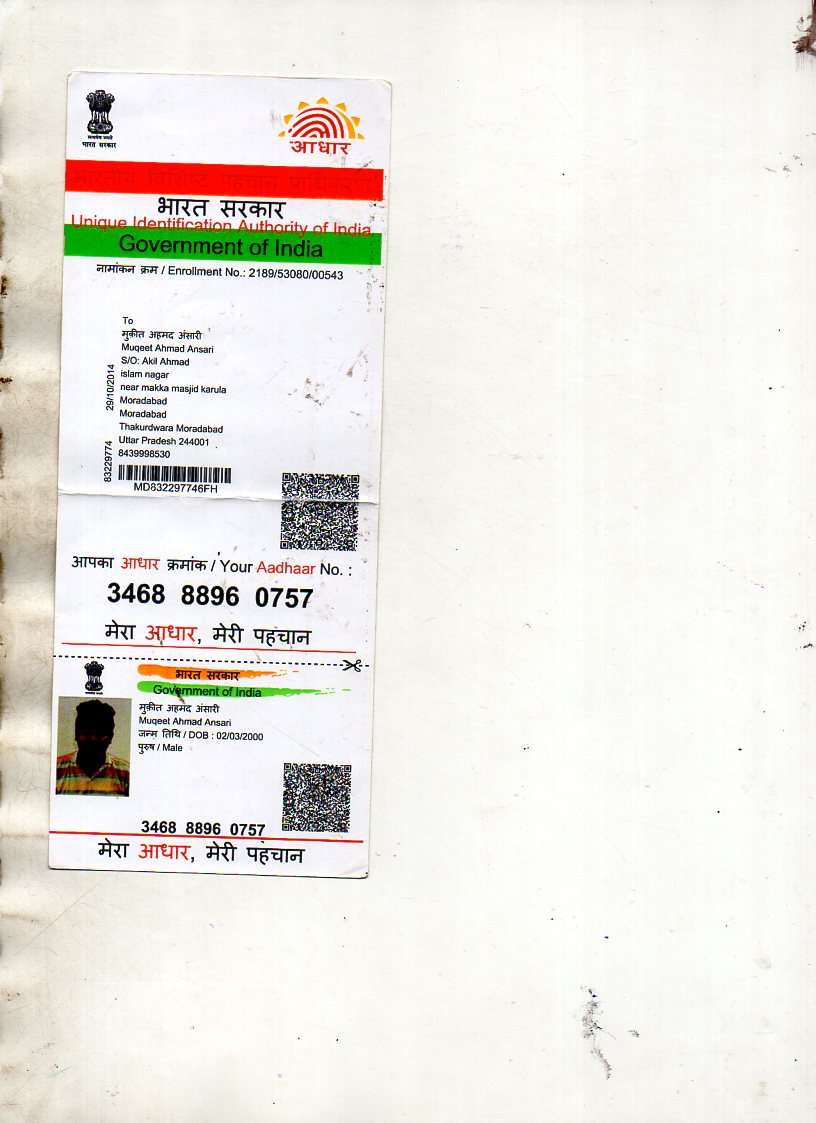 सत्यमेव जयते
भारत सरकार
आधार
भारतीय विशिष्ट पहचान प्राधिकरण
भारत सरकार
Unique Identification Authority of India
Government of India
नामांकन क्रम / Enrollment No.: 2189/53080/00543
To
मुक़ीत अहमद अंसारी
Muqeet Ahmad Ansari
S/O: Akil Ahmad
islam nagar
near makka masjid karula
Moradabad
Moradabad
Thakurdwara Moradabad
Uttar Pradesh 244001
8439998530
29/10/2014
83229774
MD832297746FH
आपका आधार क्रमांक / Your Aadhaar No. :
3468 8896 0757
मेरा आधार, मेरी पहचान
भारत सरकार
Government of India
मुक़ीत अहमद अंसारी
Muqeet Ahmad Ansari
जन्म तिथि / DOB : 02/03/2000
पुरुष / Male
3468 8896 0757
मेरा आधार, मेरी पहचान